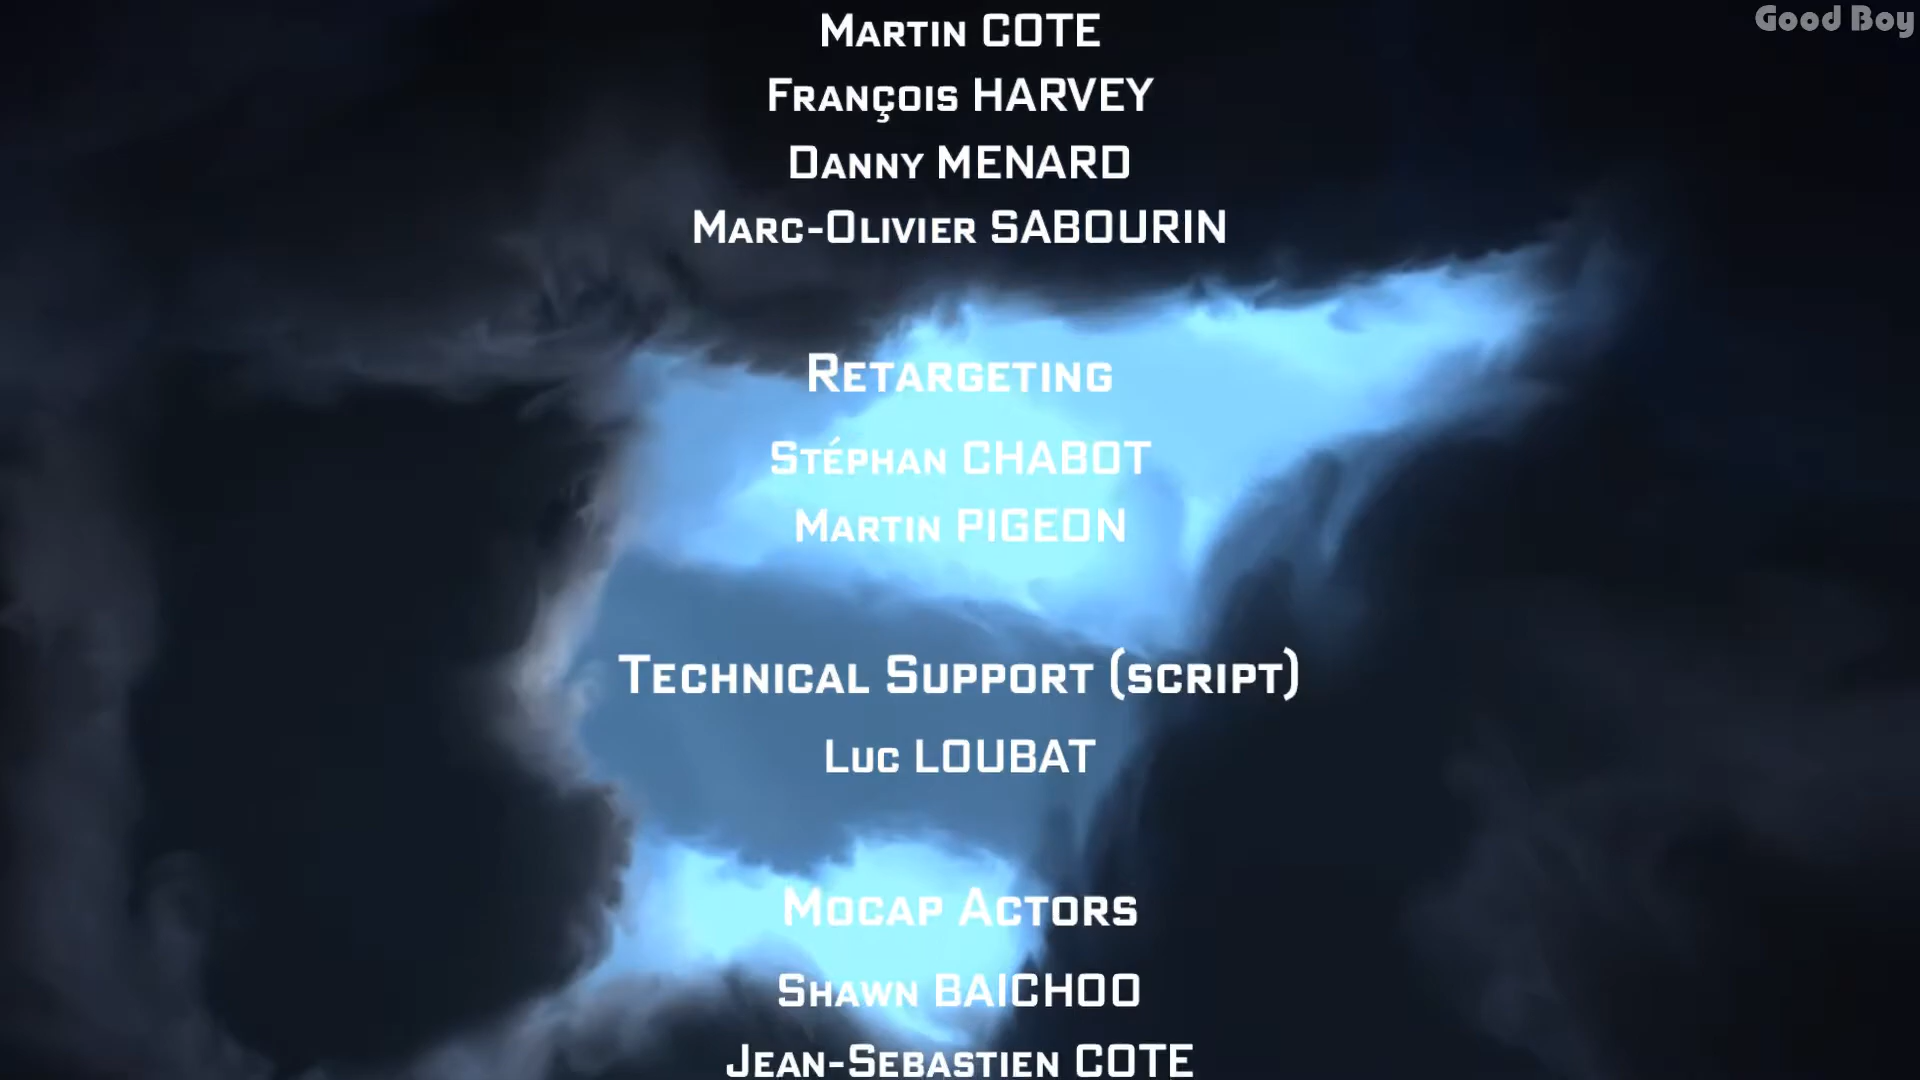 Good Boy
Martin COTE
François HARVEY
Danny MENARD
Marc-Olivier SABOURIN
Retargeting
Stéphan CHABOT
Martin PIGEON
Technical Support (script)
Luc LOUBAT
Mocap Actors
Shawn BAICHOO
Jean-Sebastien COTE